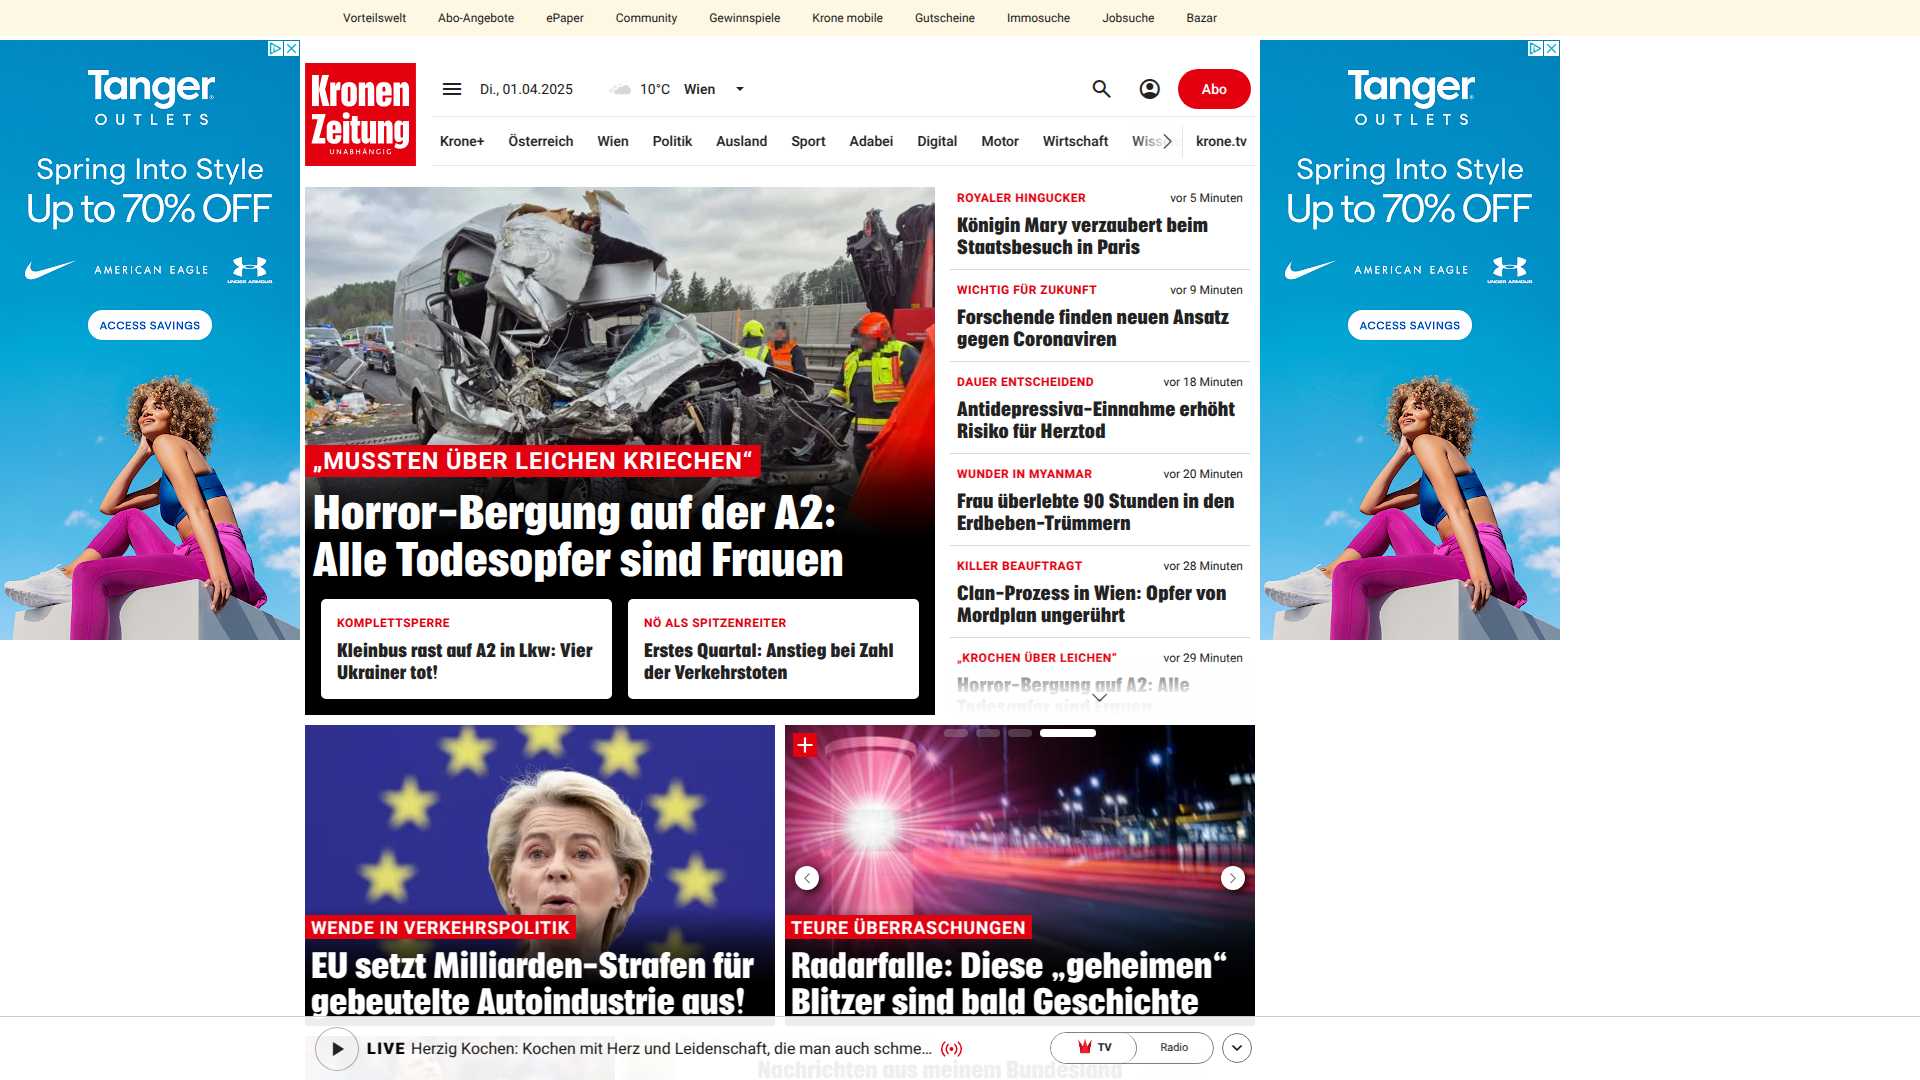 Vorteilswelt Abo-Angebote ePaper Community Gewinnspiele Krone mobile Gutscheine Immosuche Jobsuche Bazar
Tanger
OUTLETS
Spring Into Style
Up to 70% OFF
AMERICAN EAGLE
UNDER ARMOUR
ACCESS SAVINGS
Kronen
Zeitung
UNABHÄNGIG
Di., 01.04.2025 10°C Wien
Abo
Krone+ Österreich Wien Politik Ausland Sport Adabei Digital Motor Wirtschaft Wiss krone.tv
„MUSSTEN ÜBER LEICHEN KRIECHEN“
Horror-Bergung auf der A2:
Alle Todesopfer sind Frauen
KOMPLETTSPERRE
Kleinbus rast auf A2 in Lkw: Vier
Ukrainer tot!
NÖ ALS SPITZENREITER
Erstes Quartal: Anstieg bei Zahl
der Verkehrstoten
ROYALER HINGUCKER vor 5 Minuten
Königin Mary verzaubert beim
Staatsbesuch in Paris
WICHTIG FÜR ZUKUNFT vor 9 Minuten
Forschende finden neuen Ansatz
gegen Coronaviren
DAUER ENTSCHEIDEND vor 18 Minuten
Antidepressiva-Einnahme erhöht
Risiko für Herztod
WUNDER IN MYANMAR vor 20 Minuten
Frau überlebte 90 Stunden in den
Erdbeben-Trümmern
KILLER BEAUFTRAGT vor 28 Minuten
Clan-Prozess in Wien: Opfer von
Mordplan ungerührt
„KROCHEN ÜBER LEICHEN“ vor 29 Minuten
Horror-Bergung auf A2: Alle
Todesopfer sind Frauen
Tanger
OUTLETS
Spring Into Style
Up to 70% OFF
AMERICAN EAGLE
UNDER ARMOUR
ACCESS SAVINGS
WENDE IN VERKEHRSPOLITIK
EU setzt Milliarden-Strafen für
gebeutelte Autoindustrie aus!
TEURE ÜBERRASCHUNGEN
Radarfalle: Diese „geheimen“
Blitzer sind bald Geschichte
LIVE Herzig Kochen: Kochen mit Herz und Leidenschaft, die man auch schme...
TV Radio
Nachrichten aus meinem Bundesland